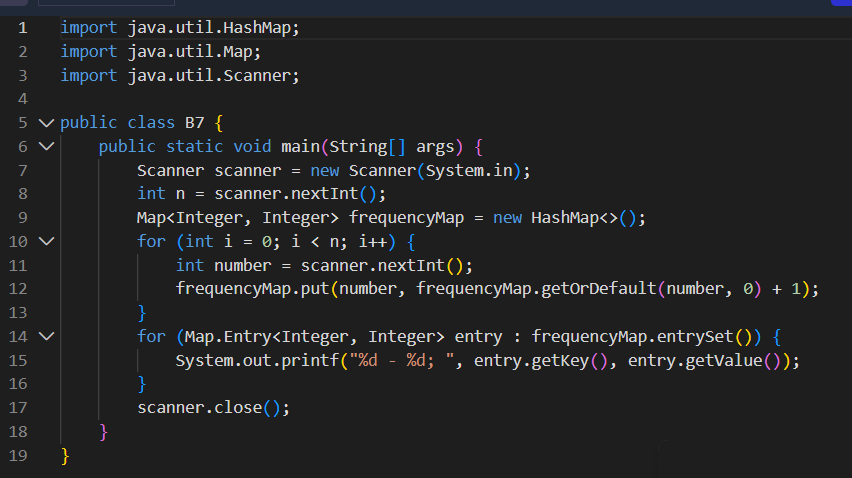 1 import java.util.HashMap;
2 import java.util.Map;
3 import java.util.Scanner;
4
5 public class B7 {
6 public static void main(String[] args) {
7 Scanner scanner = new Scanner(System.in);
8 int n = scanner.nextInt();
9 Map<Integer, Integer> frequencyMap = new HashMap<>();
10 for (int i = 0; i < n; i++) {
11 int number = scanner.nextInt();
12 frequencyMap.put(number, frequencyMap.getOrDefault(number, 0) + 1);
13 }
14 for (Map.Entry<Integer, Integer> entry : frequencyMap.entrySet()) {
15 System.out.printf("%d - %d; ", entry.getKey(), entry.getValue());
16 }
17 scanner.close();
18 }
19 }